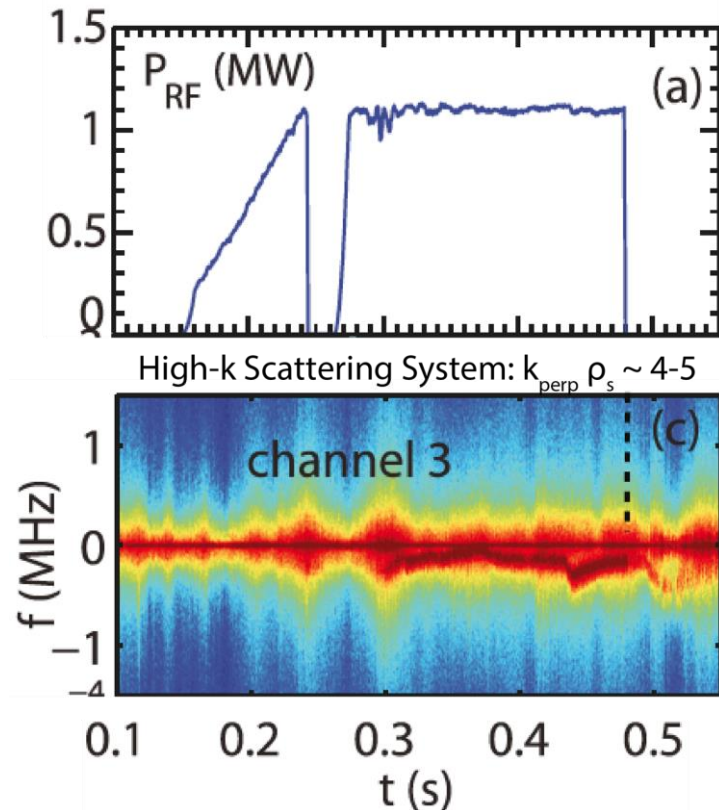 1.5
P_RF (MW)
(a)
1
0.5
0
High-k Scattering System: k_perp ρ_s ~ 4-5
(c)
channel 3
1
0
f (MHz)
−1
−4
0.1 0.2 0.3 0.4 0.5
t (s)